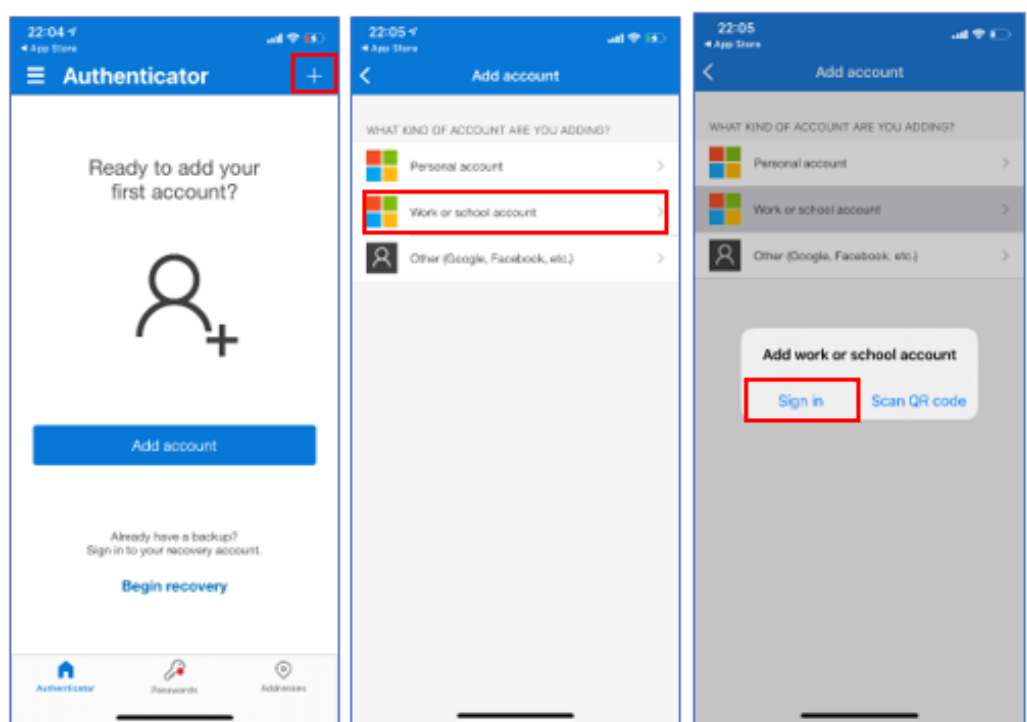 22:04
◀ App Store
Authenticator
Ready to add your
first account?
Add account
Already have a backup?
Sign in to your recovery account.
Begin recovery
Authenticator
Passwords
Addresses
22:05
◀ App Store
Add account
WHAT KIND OF ACCOUNT ARE YOU ADDING?
Personal account
Work or school account
Other (Google, Facebook, etc.)
22:05
◀ App Store
Add account
WHAT KIND OF ACCOUNT ARE YOU ADDING?
Personal account
Work or school account
Other (Google, Facebook, etc.)
Add work or school account
Sign in
Scan QR code